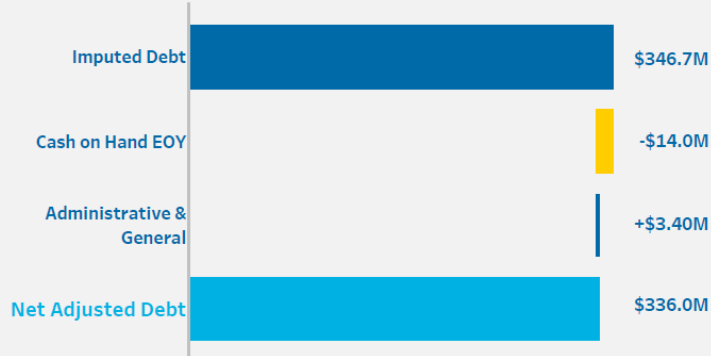 Imputed Debt $346.7M
Cash on Hand EOY -$14.0M
Administrative &
General +$3.40M
Net Adjusted Debt $336.0M